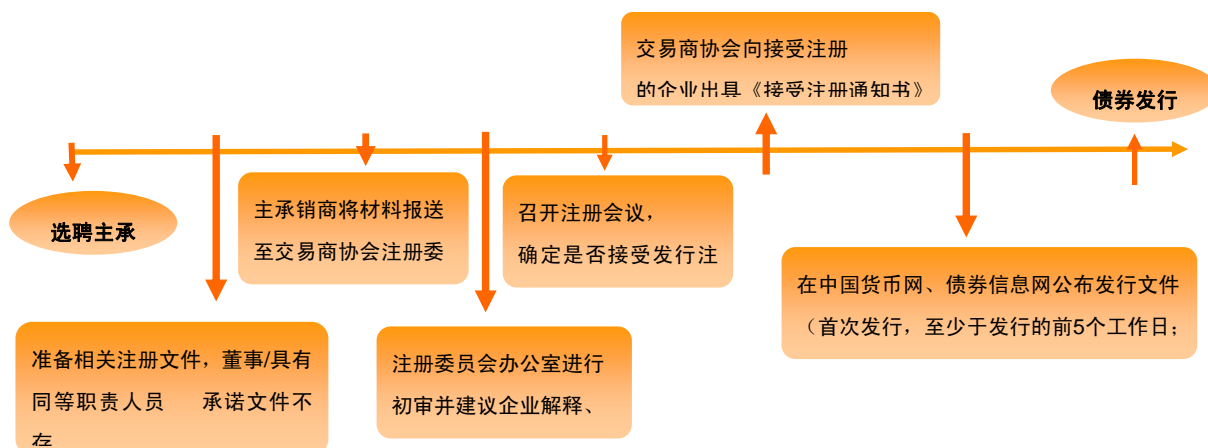 交易商协会向接受注册
的企业出具《接受注册通知书》
债券发行
选聘主承
主承销商将材料报送
至交易商协会注册委
召开注册会议，
确定是否接受发行注
在中国货币网、债券信息网公布发行文件
（首次发行，至少于发行的前5个工作日；
准备相关注册文件，董事/具有
同等职责人员 承诺文件不
存
注册委员会办公室进行
初审并建议企业解释、